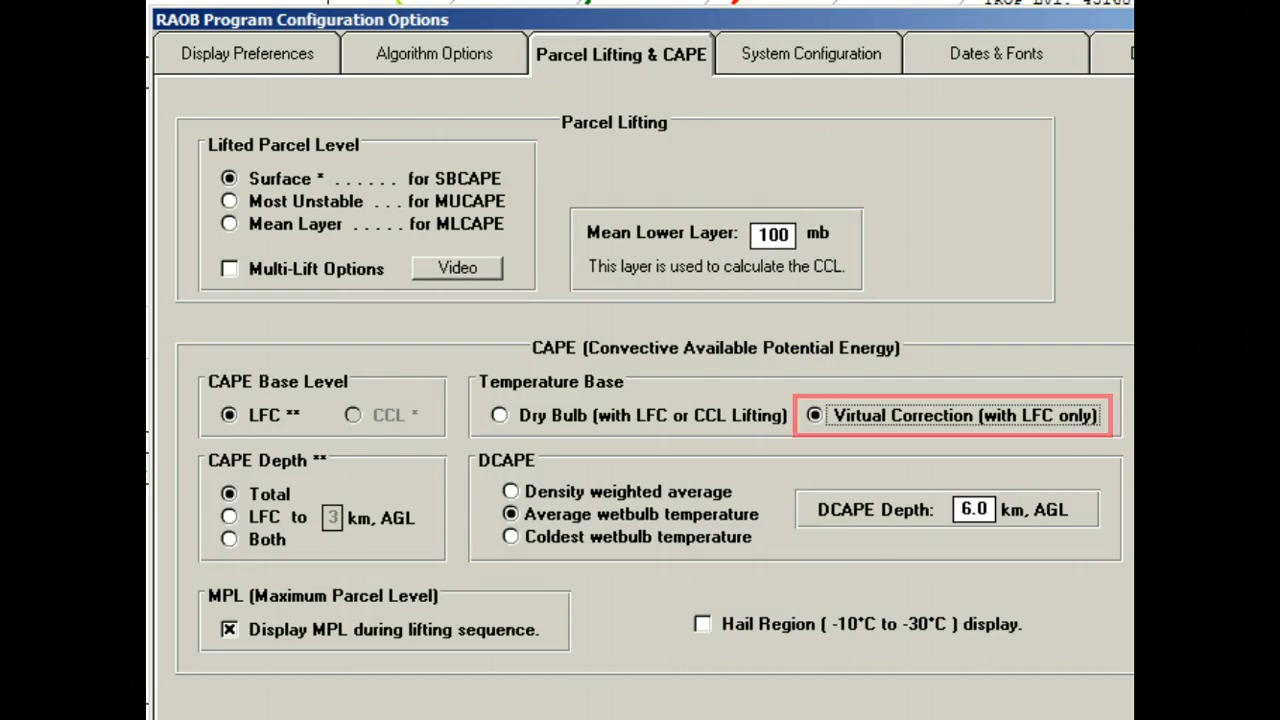 RAOB Program Configuration Options
Display Preferences
Algorithm Options
Parcel Lifting & CAPE
System Configuration
Dates & Fonts
Parcel Lifting
Lifted Parcel Level
Surface * . . . . . . for SBCAPE
Most Unstable . . . for MUCAPE
Mean Layer . . . . . for MLCAPE
Multi-Lift Options
Video
Mean Lower Layer: 100 mb
This layer is used to calculate the CCL.
CAPE (Convective Available Potential Energy)
CAPE Base Level
LFC **
CCL *
Temperature Base
Dry Bulb (with LFC or CCL Lifting)
Virtual Correction (with LFC only)
CAPE Depth **
Total
LFC to 3 km, AGL
Both
DCAPE
Density weighted average
Average wetbulb temperature
Coldest wetbulb temperature
DCAPE Depth: 6.0 km, AGL
MPL (Maximum Parcel Level)
Display MPL during lifting sequence.
Hail Region ( -10°C to -30°C ) display.